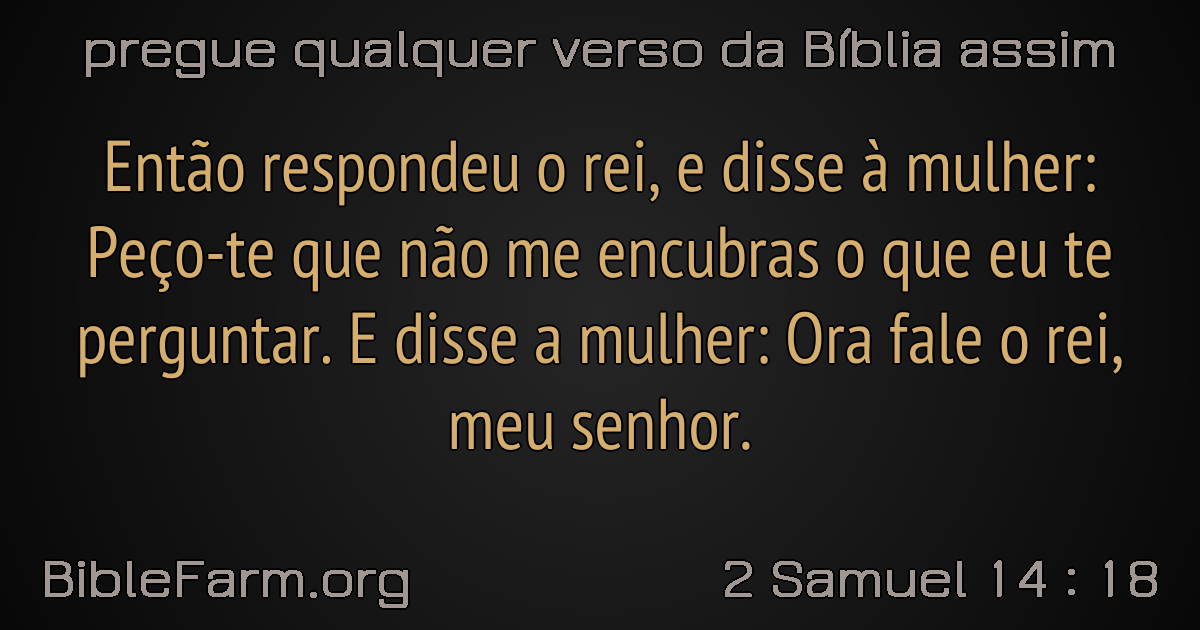 pregue qualquer verso da Bíblia assim
Então respondeu o rei, e disse à mulher:
Peço-te que não me encubras o que eu te
perguntar. E disse a mulher: Ora fale o rei,
meu senhor.
BibleFarm.org
2 Samuel 14 : 18